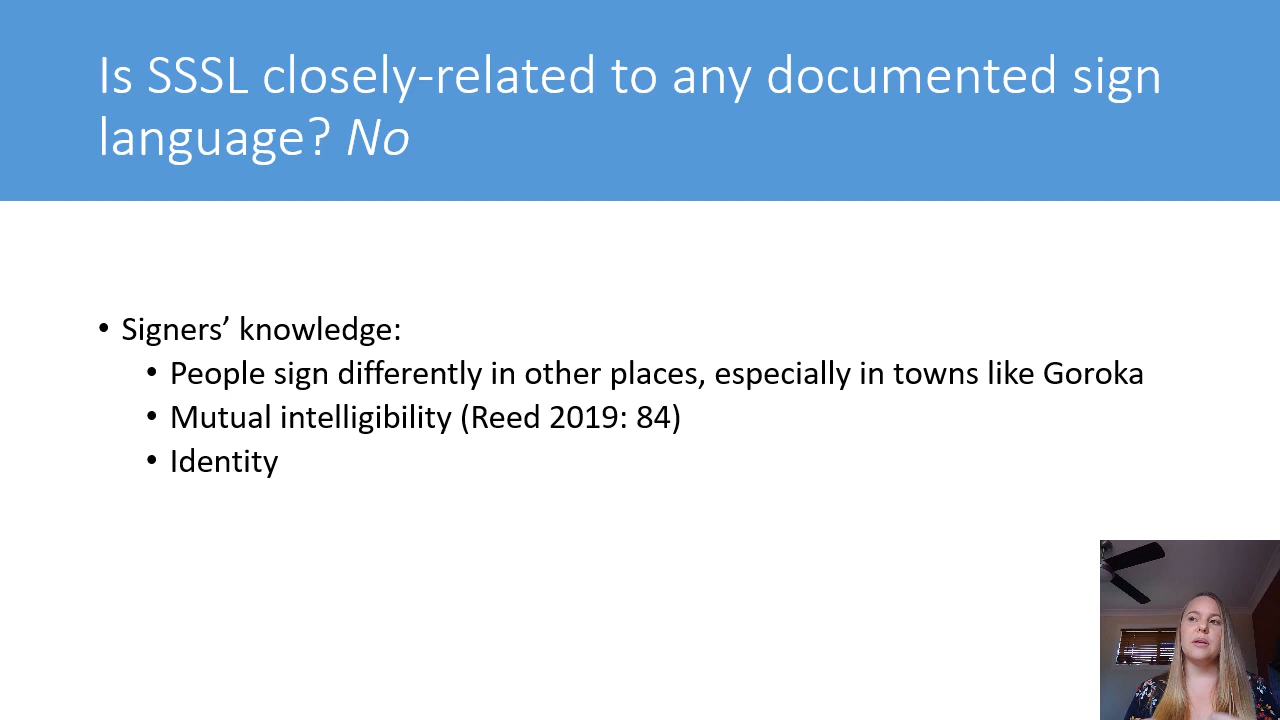 Is SSSL closely-related to any documented sign
language? No
• Signers’ knowledge:
• People sign differently in other places, especially in towns like Goroka
• Mutual intelligibility (Reed 2019: 84)
• Identity